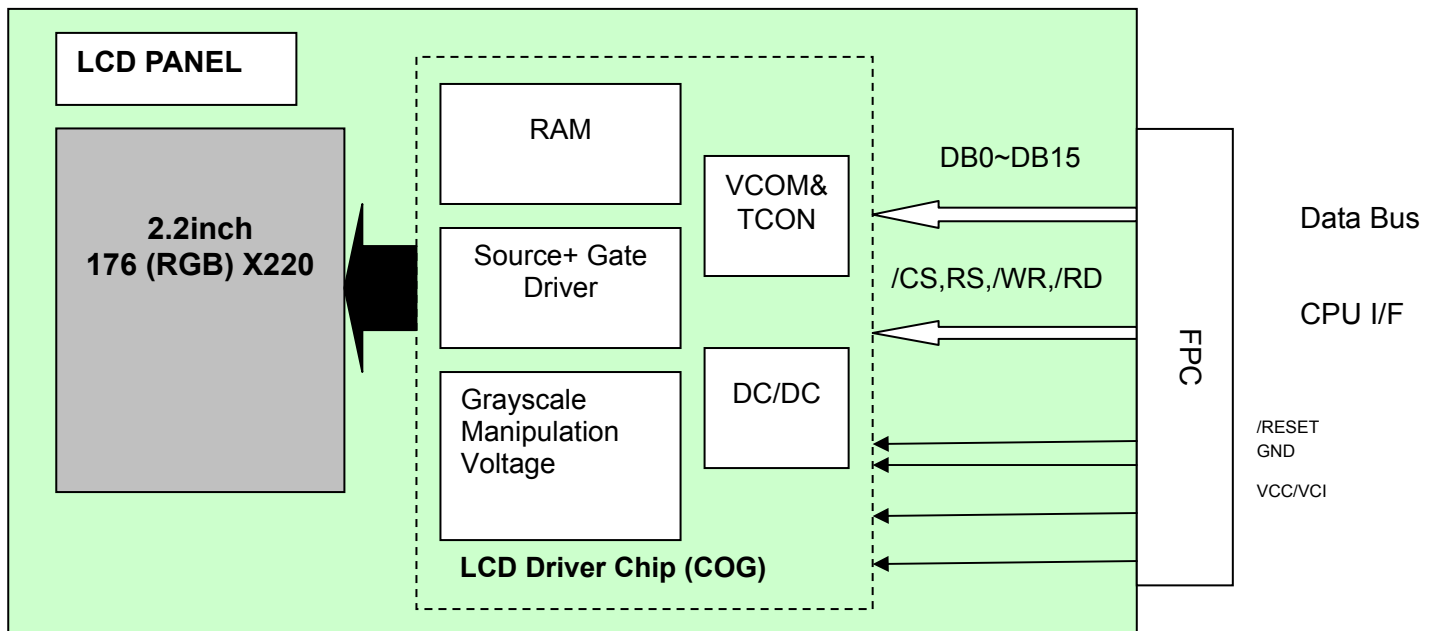 LCD PANEL
2.2inch
176 (RGB) X220
RAM
Source+ Gate
Driver
Grayscale
Manipulation
Voltage
VCOM&
TCON
DC/DC
LCD Driver Chip (COG)
DB0~DB15
/CS,RS,/WR,/RD
FPC
Data Bus
CPU I/F
/RESET
GND
VCC/VCI